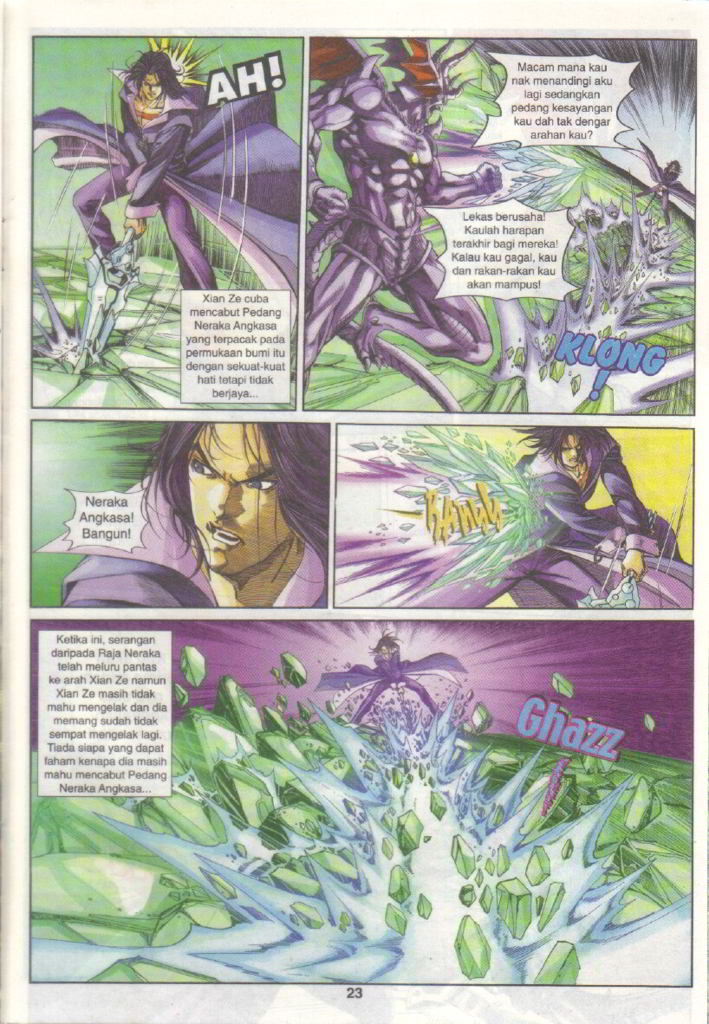 AH!
Xian Ze cuba
mencabut Pedang
Neraka Angkasa
yang terpacak pada
permukaan bumi itu
dengan sekuat-kuat
hati tetapi tidak
berjaya...
Macam mana kau
nak menandingi aku
lagi sedangkan
pedang kesayangan
kau dah tak dengar
arahan kau?
Lekas berusaha!
Kaulah harapan
terakhir bagi mereka!
Kalau kau gagal, kau
dan rakan-rakan kau
akan mampus!
KLONG
!
Neraka
Angkasa!
Bangun!
Ketika ini, serangan
daripada Raja Neraka
telah meluru pantas
ke arah Xian Ze namun
Xian Ze masih tidak
mahu mengelak dan dia
memang sudah tidak
sempat mengelak lagi.
Tiada siapa yang dapat
faham kenapa dia masih
mahu mencabut Pedang
Neraka Angkasa...
Ghazz
!
23